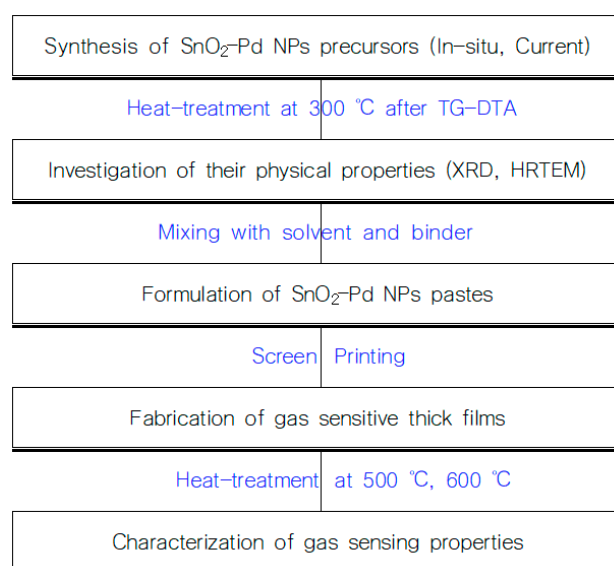 Synthesis of SnO₂-Pd NPs precursors (In-situ, Current)
Heat-treatment at 300 ℃ after TG-DTA
Investigation of their physical properties (XRD, HRTEM)
Mixing with solvent and binder
Formulation of SnO₂-Pd NPs pastes
Screen Printing
Fabrication of gas sensitive thick films
Heat-treatment at 500 ℃, 600 ℃
Characterization of gas sensing properties